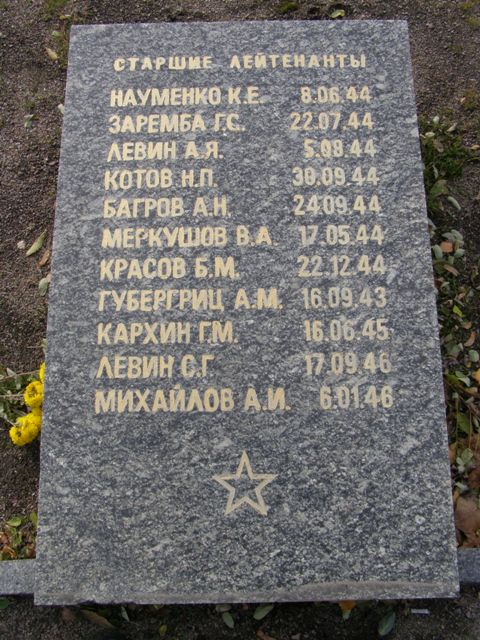 СТАРШИЕ ЛЕЙТЕНАНТЫ
НАУМЕНКО К.Е. 8.06.44
ЗАРЕМБА Г.С. 22.07.44
ЛЕВИН А.Я. 5.08.44
КОТОВ Н.П. 30.09.44
БАГРОВ А.Н. 24.09.44
МЕРКУШОВ В.А. 17.05.44
КРАСОВ Б.М. 22.12.44
ГУБЕРГРИЦ А.М. 16.09.43
КАРХИН Г.М. 16.06.45
ЛЕВИН С.Г 17.09.46
МИХАЙЛОВ А.И. 6.01.46